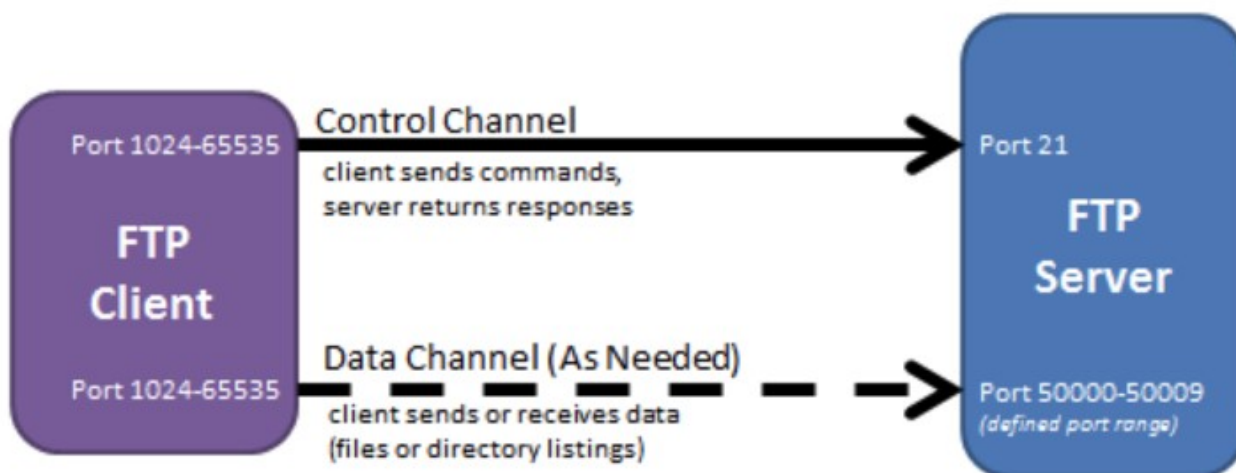 Control Channel
Port 1024-65535
Port 21
client sends commands,
server returns responses
FTP
Client
FTP
Server
Data Channel (As Needed)
Port 1024-65535
Port 50000-50009
(defined port range)
client sends or receives data
(files or directory listings)